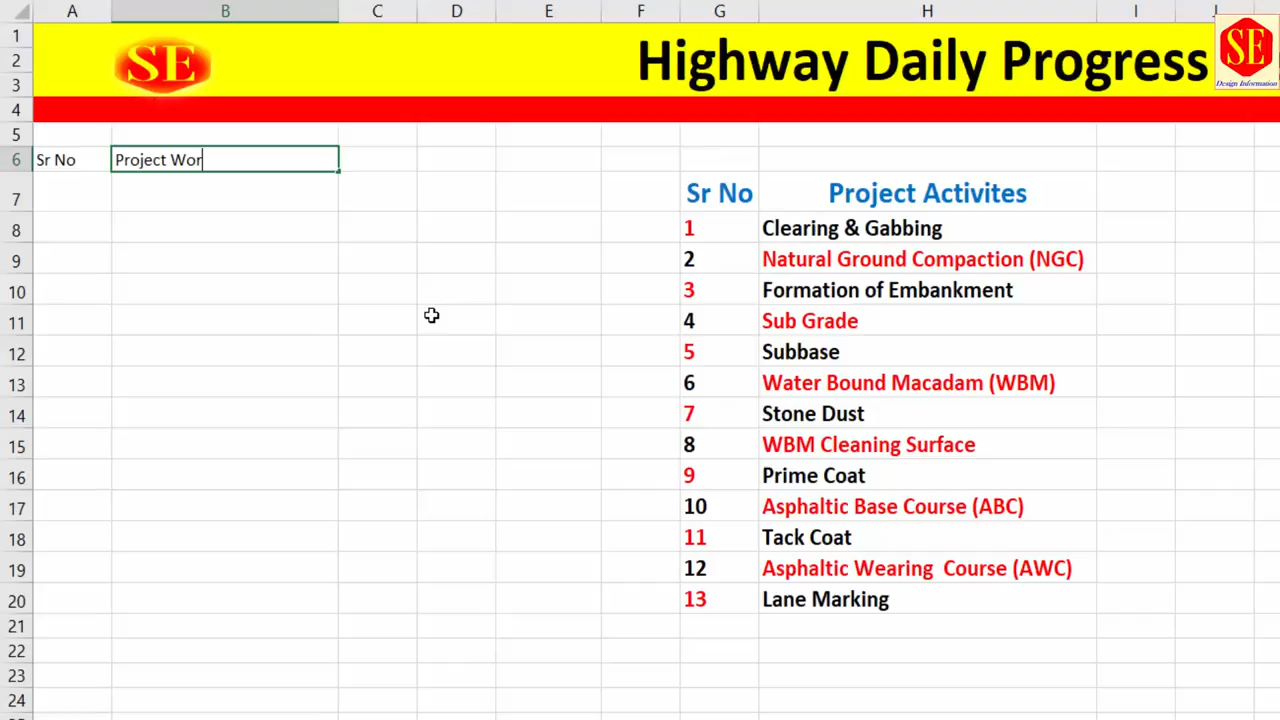 A B C D E F G H I J
1
2
3
4
5
6
7
8
9
10
11
12
13
14
15
16
17
18
19
20
21
22
23
24
SE
Highway Daily Progress
SE
Design Information
Sr No Project Wor
Sr No Project Activites
1 Clearing & Gabbing
2 Natural Ground Compaction (NGC)
3 Formation of Embankment
4 Sub Grade
5 Subbase
6 Water Bound Macadam (WBM)
7 Stone Dust
8 WBM Cleaning Surface
9 Prime Coat
10 Asphaltic Base Course (ABC)
11 Tack Coat
12 Asphaltic Wearing  Course (AWC)
13 Lane Marking